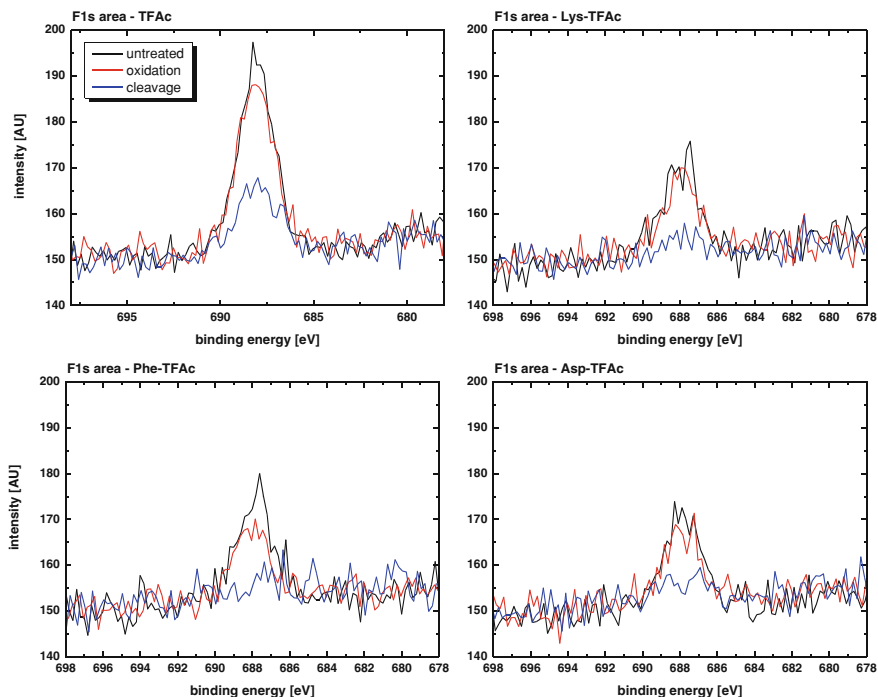 F1s area - TFAc
200
190
180
170
160
150
140
intensity [AU]
untreated
oxidation
cleavage
695 690 685 680
binding energy [eV]
F1s area - Lys-TFAc
200
190
180
170
160
150
140
698 696 694 692 690 688 686 684 682 680 678
binding energy [eV]
F1s area - Phe-TFAc
200
190
180
170
160
150
140
intensity [AU]
698 696 694 692 690 688 686 684 682 680 678
binding energy [eV]
F1s area - Asp-TFAc
200
190
180
170
160
150
140
698 696 694 692 690 688 686 684 682 680 678
binding energy [eV]